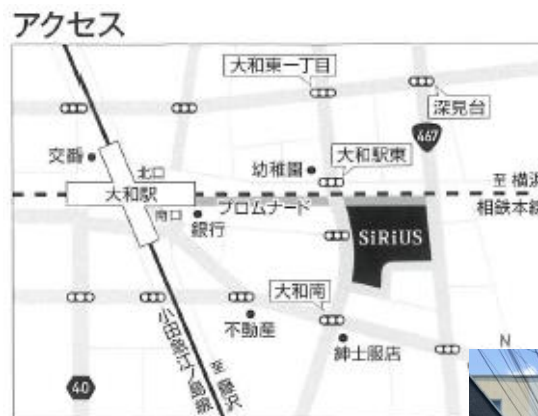 アクセス
大和東一丁目
深見台
467
交番
北口
幼稚園
大和駅東
至 横浜
大和駅
プロムナード
相鉄本線
南口
銀行
SiRiUS
大和南
不動産
紳士服店
小田急江ノ島線
至 藤沢
N
40